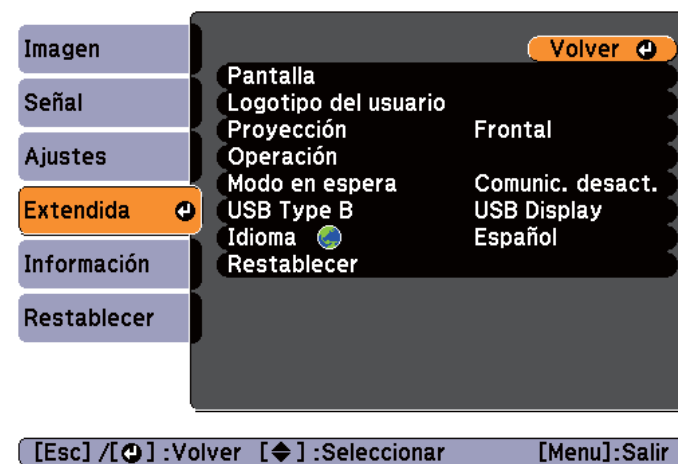 Imagen
Señal
Ajustes
Extendida
Información
Restablecer
Volver
Pantalla
Logotipo del usuario
Proyección Frontal
Operación
Modo en espera Comunic. desact.
USB Type B USB Display
Idioma Español
Restablecer
[Esc] /[ ] :Volver [ ] :Seleccionar [Menu]:Salir